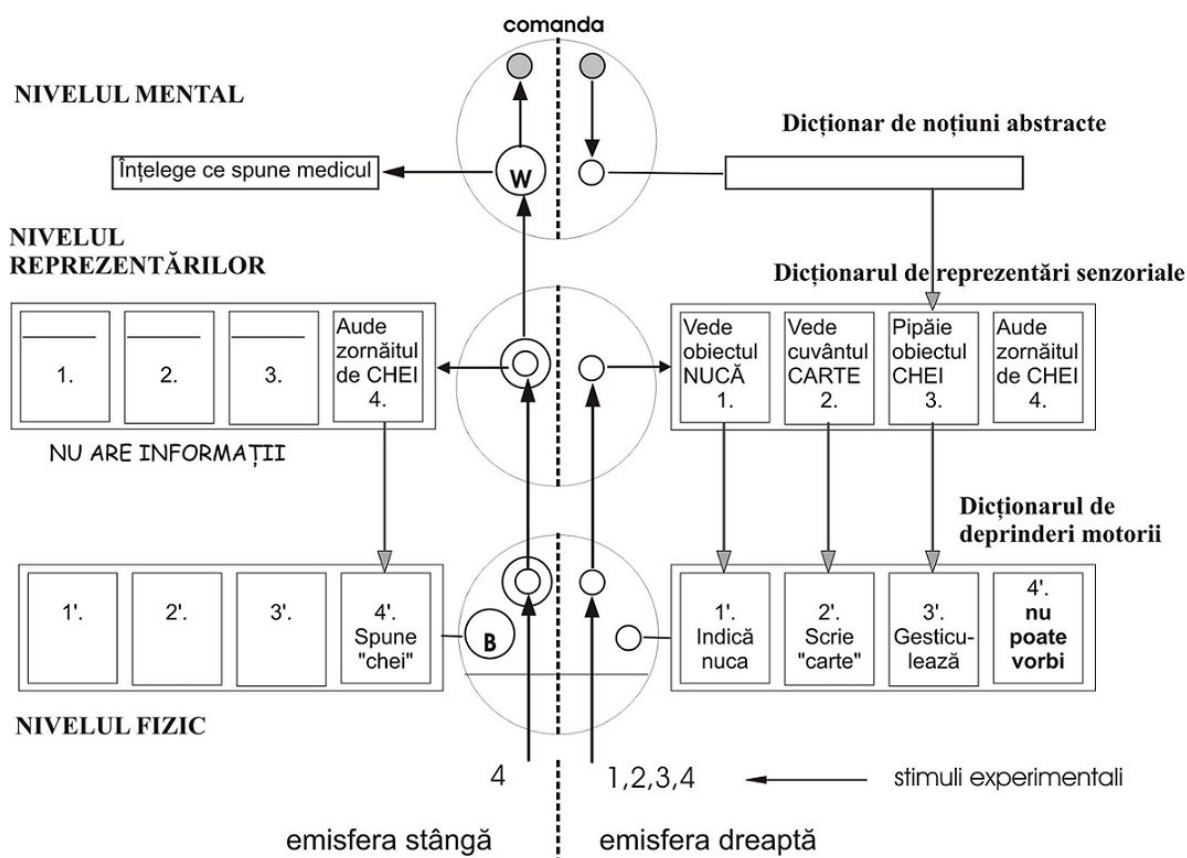 comanda
NIVELUL MENTAL
Dicționar de noțiuni abstracte
Înțelege ce spune medicul
W
NIVELUL
REPREZENTĂRILOR
Dicționarul de reprezentări senzoriale
1.
2.
3.
Aude
zornăitul
de CHEI
4.
Vede
obiectul
NUCĂ
1.
Vede
cuvântul
CARTE
2.
Pipăie
obiectul
CHEI
3.
Aude
zornăitul
de CHEI
4.
NU ARE INFORMAȚII
Dicționarul de
deprinderi motorii
1'.
2'.
3'.
4'.
Spune
"chei"
B
1'.
Indică
nuca
2'.
Scrie
"carte"
3'.
Gesticu-
lează
4'.
nu
poate
vorbi
NIVELUL FIZIC
4
1,2,3,4
stimuli experimentali
emisfera stângă
emisfera dreaptă